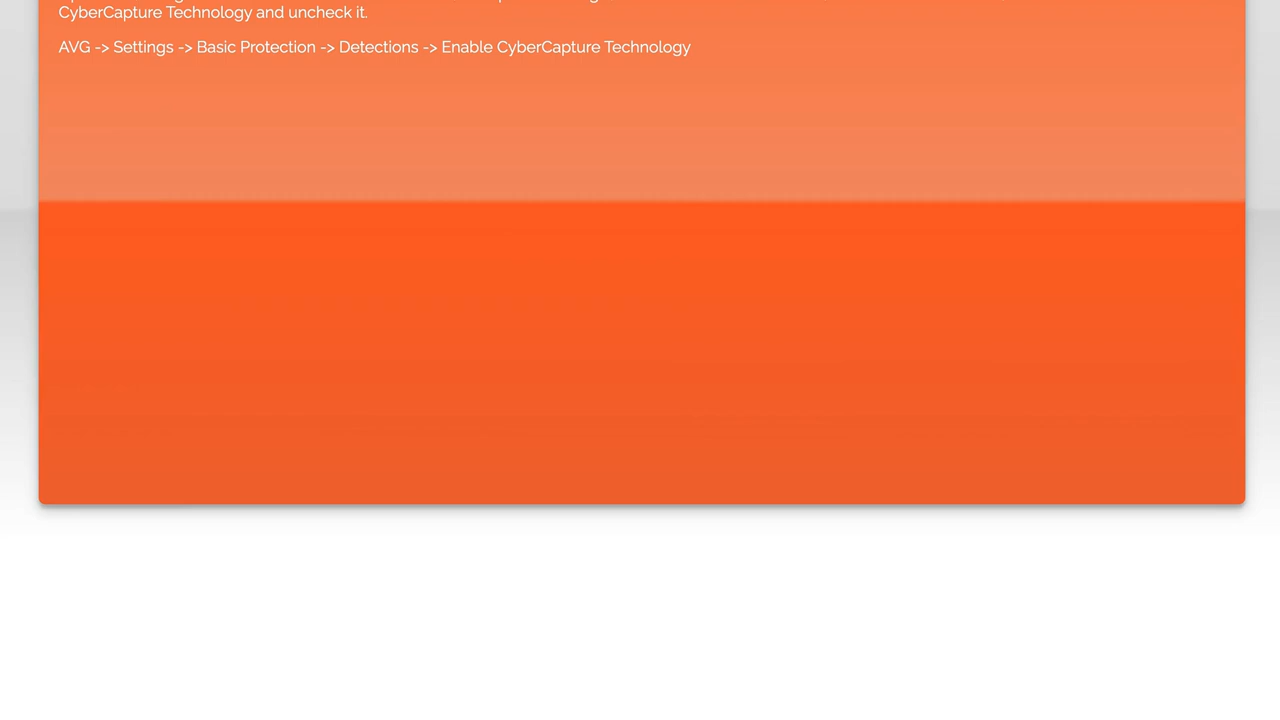 CyberCapture Technology and uncheck it.
AVG -> Settings -> Basic Protection -> Detections -> Enable CyberCapture Technology